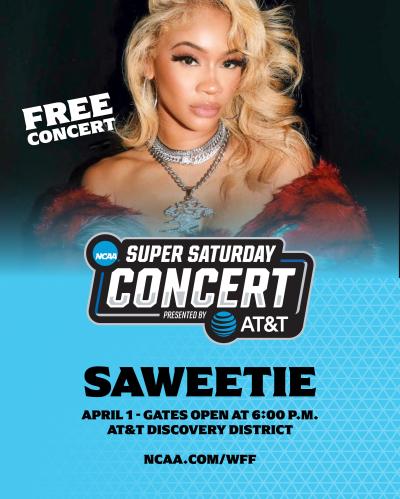 FREE
CONCERT
NCAA
SUPER SATURDAY
CONCERT
PRESENTED BY
AT&T
SAWEETIE
APRIL 1 - GATES OPEN AT 6:00 P.M.
AT&T DISCOVERY DISTRICT
NCAA.COM/WFF